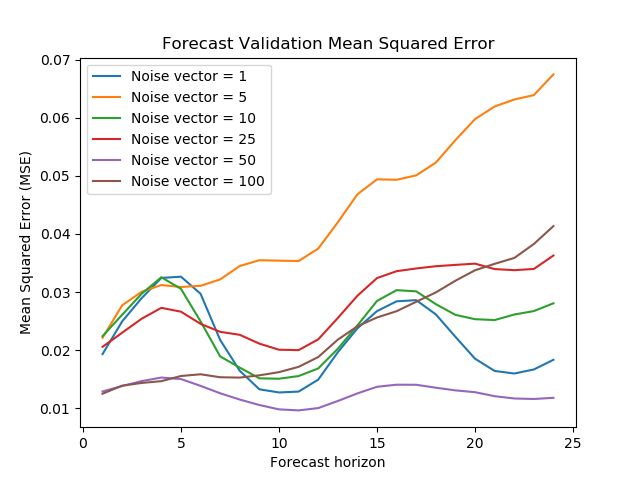 Forecast Validation Mean Squared Error
Mean Squared Error (MSE)
0.07
0.06
0.05
0.04
0.03
0.02
0.01
Noise vector = 1
Noise vector = 5
Noise vector = 10
Noise vector = 25
Noise vector = 50
Noise vector = 100
0 5 10 15 20 25
Forecast horizon